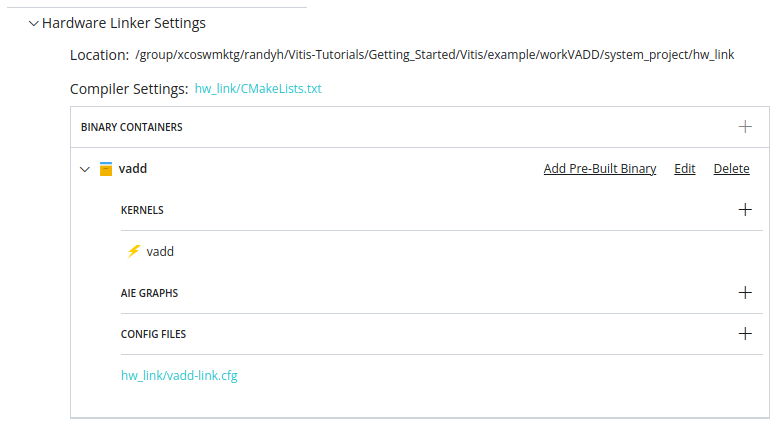 Hardware Linker Settings
Location: /group/xcoswmktg/randyh/Vitis-Tutorials/Getting_Started/Vitis/example/workVADD/system_project/hw_link
Compiler Settings: hw_link/CMakeLists.txt
BINARY CONTAINERS
vadd Add Pre-Built Binary Edit Delete
KERNELS
vadd
AIE GRAPHS
CONFIG FILES
hw_link/vadd-link.cfg